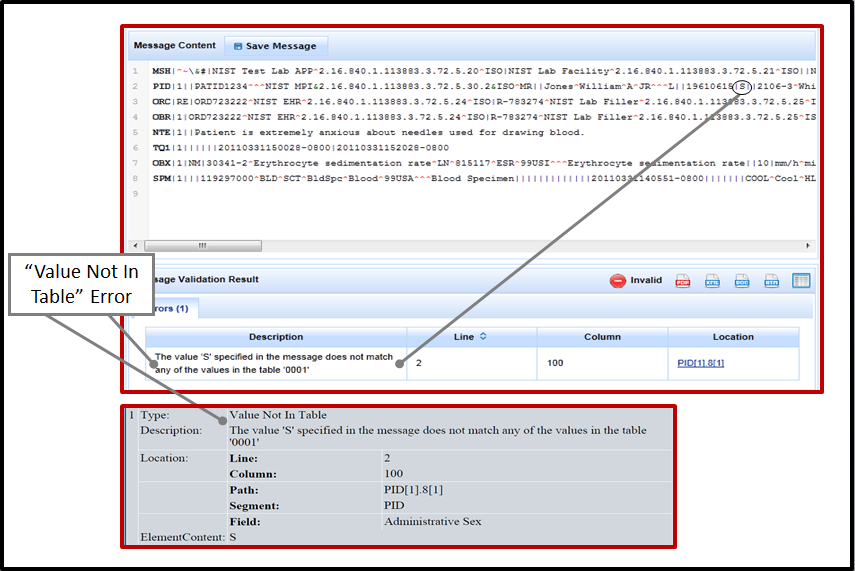 Message Content Save Message
1 MSH|^~\&#|NIST Test Lab APP^2.16.840.1.113883.3.72.5.20^ISO|NIST Lab Facility^2.16.840.1.113883.3.72.5.21^ISO||N
2 PID|1||PATID1234^^^NIST MPI&2.16.840.1.113883.3.72.5.30.2&ISO^MR||Jones^William^A^JR^^^L||19610615|S||2106-3^Whi
3 ORC|RE|ORD723222^NIST EHR^2.16.840.1.113883.3.72.5.24^ISO|R-783274^NIST Lab Filler^2.16.840.1.113883.3.72.5.25^I
4 OBR|1|ORD723222^NIST EHR^2.16.840.1.113883.3.72.5.24^ISO|R-783274^NIST Lab Filler^2.16.840.1.113883.3.72.5.25^IS
5 NTE|1||Patient is extremely anxious about needles used for drawing blood.
6 TQ1|1||||||20110331150028-0800|20110331152028-0800
7 OBX|1|NM|30341-2^Erythrocyte sedimentation rate^LN^815117^ESR^99USI^^^Erythrocyte sedimentation rate||10|mm/h^mi
8 SPM|1|||119297000^BLD^SCT^BldSpc^Blood^99USA^^^Blood Specimen|||||||||||||20110331140551-0800|||||||COOL^Cool^HL
9
“Value Not In
Table” Error
sage Validation Result Invalid
rors (1)
Description Line Column Location
The value 'S' specified in the message does not match
any of the values in the table '0001'
2 100 PID[1].8[1]
1 Type: Value Not In Table
Description: The value 'S' specified in the message does not match any of the values in the table
'0001'
Location: Line: 2
Column: 100
Path: PID[1].8[1]
Segment: PID
Field: Administrative Sex
ElementContent: S